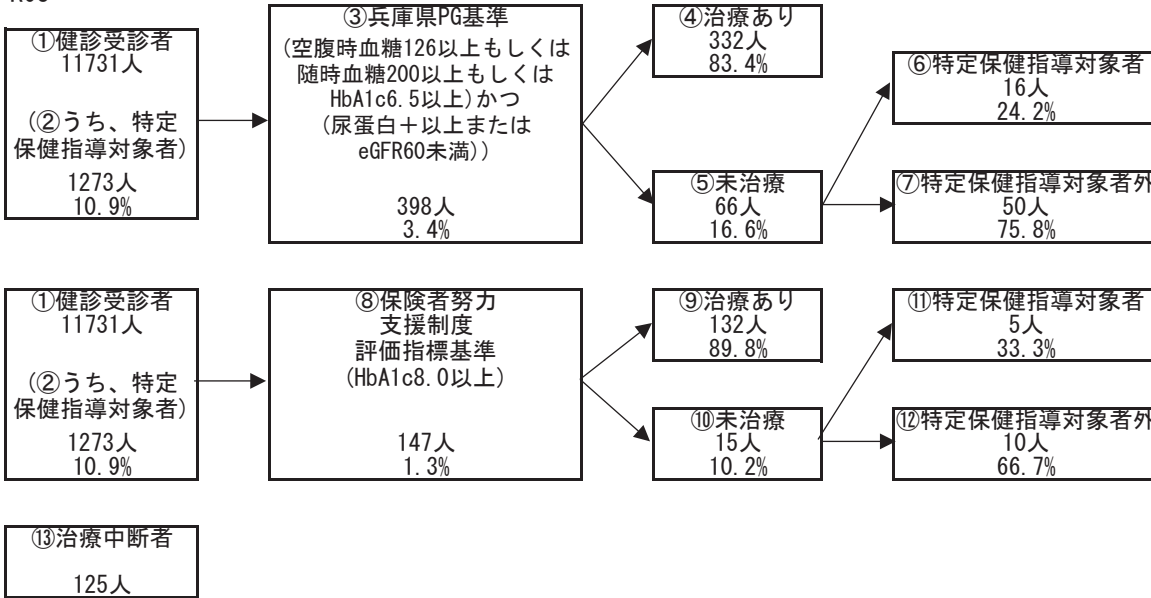 ①健診受診者
11731人
(②うち、特定
保健指導対象者)
1273人
10.9%
③兵庫県PG基準
(空腹時血糖126以上もしくは
随時血糖200以上もしくは
HbA1c6.5以上)かつ
(尿蛋白＋以上または
eGFR60未満))
398人
3.4%
④治療あり
332人
83.4%
⑤未治療
66人
16.6%
⑥特定保健指導対象者
16人
24.2%
⑦特定保健指導対象者外
50人
75.8%
①健診受診者
11731人
(②うち、特定
保健指導対象者)
1273人
10.9%
⑧保険者努力
支援制度
評価指標基準
(HbA1c8.0以上)
147人
1.3%
⑨治療あり
132人
89.8%
⑩未治療
15人
10.2%
⑪特定保健指導対象者
5人
33.3%
⑫特定保健指導対象者外
10人
66.7%
⑬治療中断者
125人